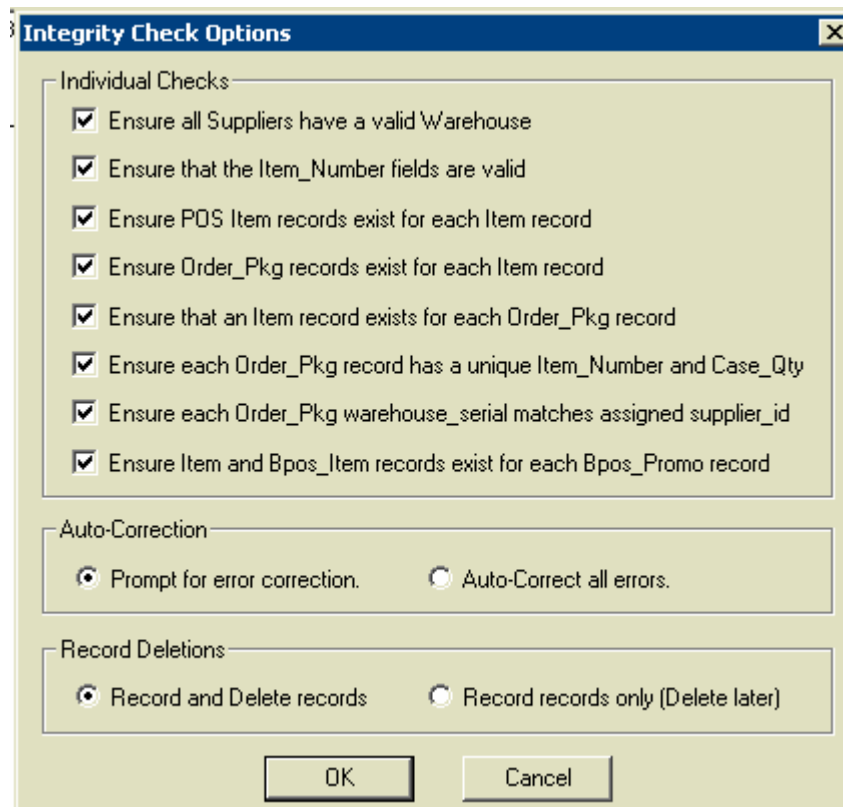 Integrity Check Options
Individual Checks
Ensure all Suppliers have a valid Warehouse
Ensure that the Item_Number fields are valid
Ensure POS Item records exist for each Item record
Ensure Order_Pkg records exist for each Item record
Ensure that an Item record exists for each Order_Pkg record
Ensure each Order_Pkg record has a unique Item_Number and Case_Qty
Ensure each Order_Pkg warehouse_serial matches assigned supplier_id
Ensure Item and Bpos_Item records exist for each Bpos_Promo record
Auto-Correction
Prompt for error correction. Auto-Correct all errors.
Record Deletions
Record and Delete records Record records only (Delete later)
OK Cancel